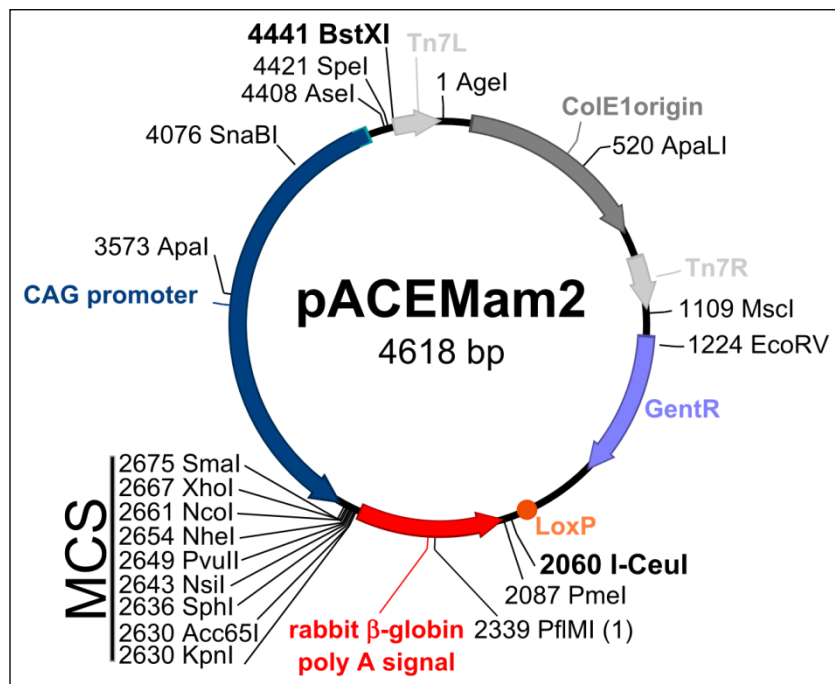 4441 BstXI
Tn7L
4421 SpeI
4408 AseI
1 AgeI
ColE1origin
520 ApaLI
4076 SnaBI
3573 ApaI
CAG promoter
pACEMam2
4618 bp
Tn7R
1109 MscI
1224 EcoRV
GentR
MCS
2675 SmaI
2667 XhoI
2661 NcoI
2654 NheI
2649 PvuII
2643 NsiI
2636 SphI
2630 Acc65I
2630 KpnI
LoxP
2060 I-CeuI
2087 PmeI
2339 PflMI (1)
rabbit β-globin
poly A signal